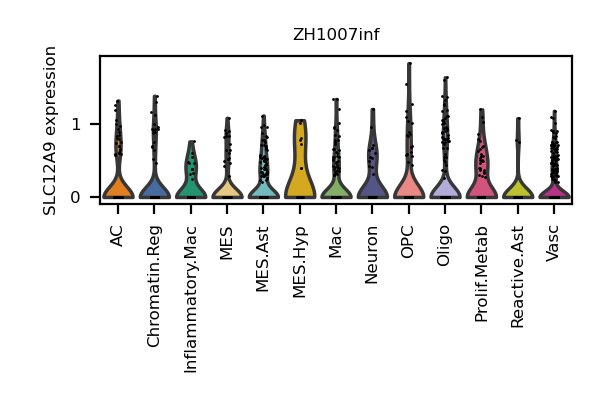 ZH1007inf
SLC12A9 expression
1
0
AC
Chromatin.Reg
Inflammatory.Mac
MES
MES.Ast
MES.Hyp
Mac
Neuron
OPC
Oligo
Prolif.Metab
Reactive.Ast
Vasc